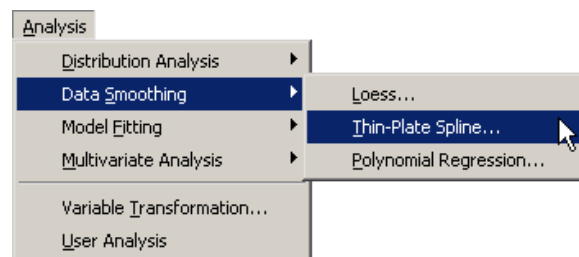 Analysis
Distribution Analysis
Data Smoothing
Loess...
Thin-Plate Spline...
Polynomial Regression...
Model Fitting
Multivariate Analysis
Variable Transformation...
User Analysis